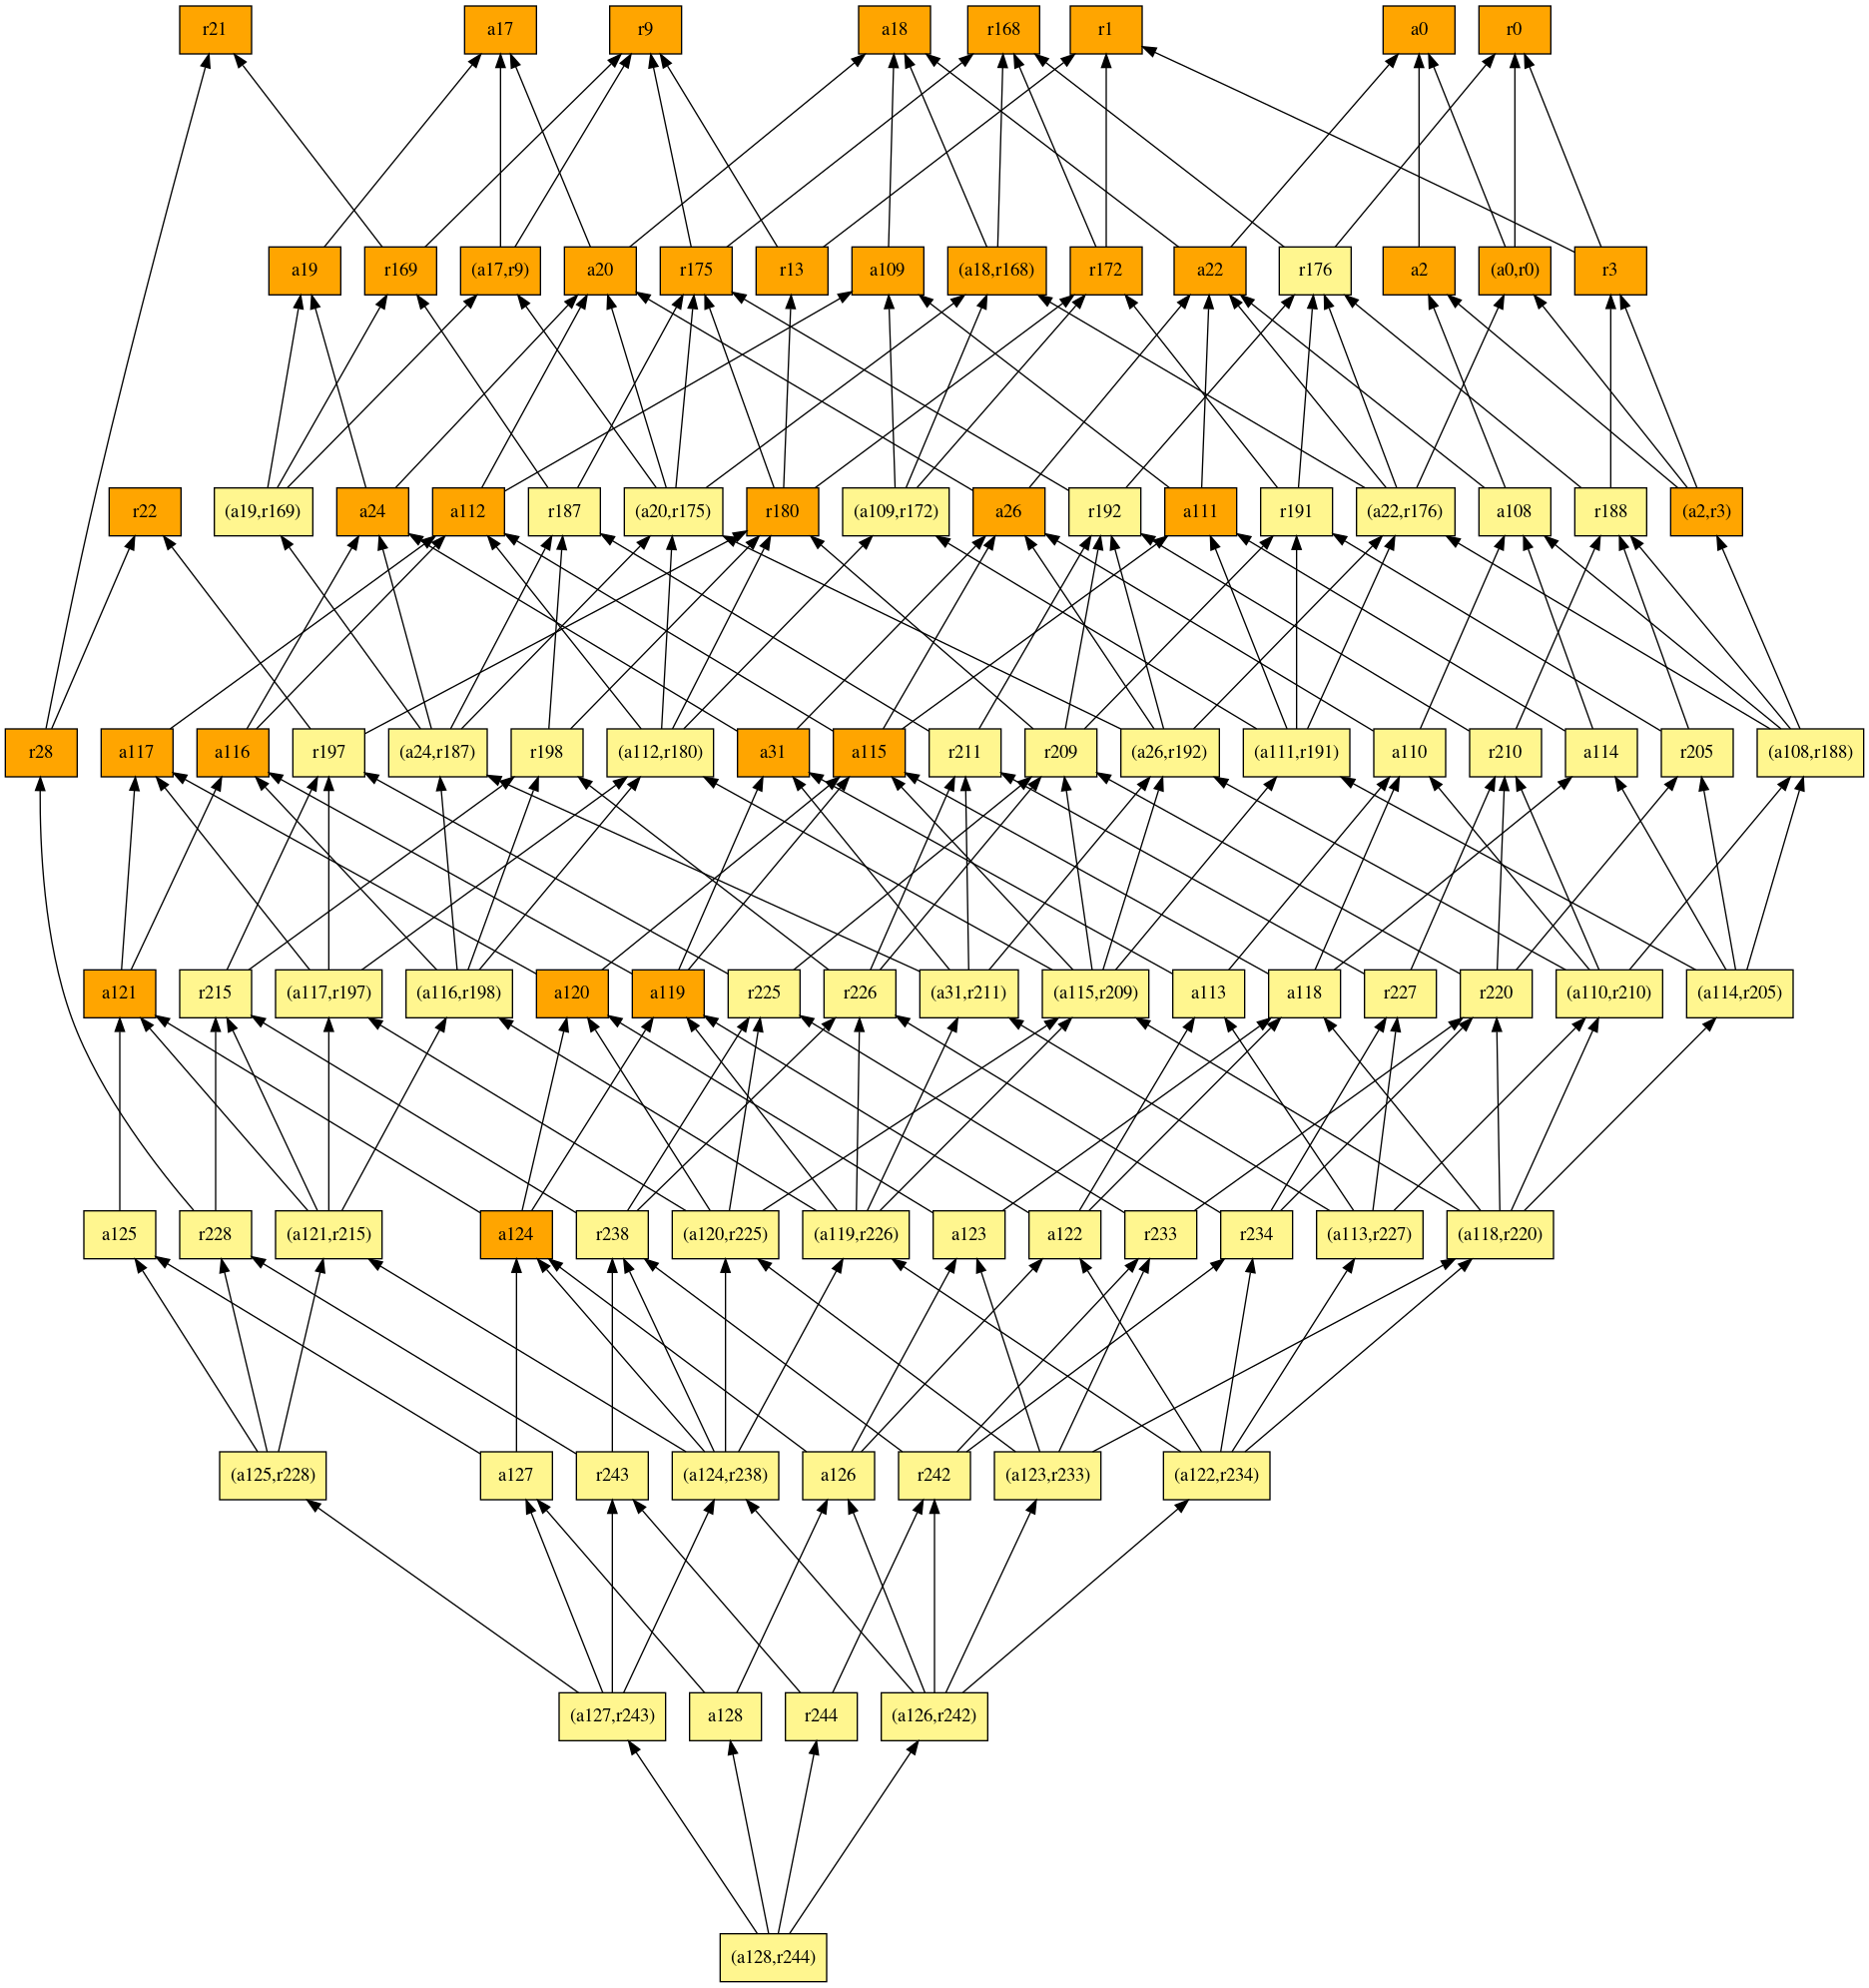 r21 a17 r9 a18 r168 r1 a0 r0
a19 r169 (a17,r9) a20 r175 r13 a109 (a18,r168) r172 a22 r176 a2 (a0,r0) r3
r22 (a19,r169) a24 a112 r187 (a20,r175) r180 (a109,r172) a26 r192 a111 r191 (a22,r176) a108 r188 (a2,r3)
r28 a117 a116 r197 (a24,r187) r198 (a112,r180) a31 a115 r211 r209 (a26,r192) (a111,r191) a110 r210 a114 r205 (a108,r188)
a121 r215 (a117,r197) (a116,r198) a120 a119 r225 r226 (a31,r211) (a115,r209) a113 a118 r227 r220 (a110,r210) (a114,r205)
a125 r228 (a121,r215) a124 r238 (a120,r225) (a119,r226) a123 a122 r233 r234 (a113,r227) (a118,r220)
(a125,r228) a127 r243 (a124,r238) a126 r242 (a123,r233) (a122,r234)
(a127,r243) a128 r244 (a126,r242)
(a128,r244)